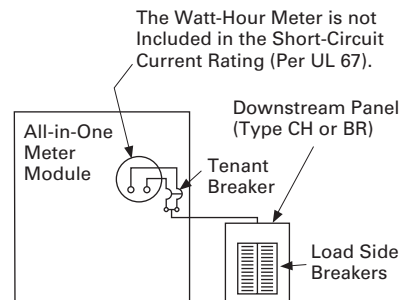 The Watt-Hour Meter is not
Included in the Short-Circuit
Current Rating (Per UL 67).
Downstream Panel
(Type CH or BR)
All-in-One
Meter
Module
Tenant
Breaker
Load Side
Breakers